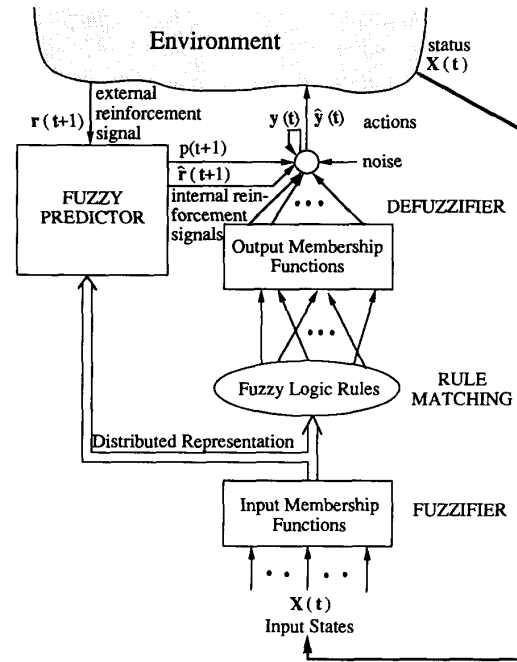 Environment
status
X(t)
external
reinforcement
signal
r(t+1)
y(t)
ŷ(t)
actions
p(t+1)
r̂(t+1)
noise
internal rein-
forcement
signals
FUZZY
PREDICTOR
DEFUZZIFIER
Output Membership
Functions
Fuzzy Logic Rules
RULE
MATCHING
Distributed Representation
Input Membership
Functions
FUZZIFIER
X(t)
Input States